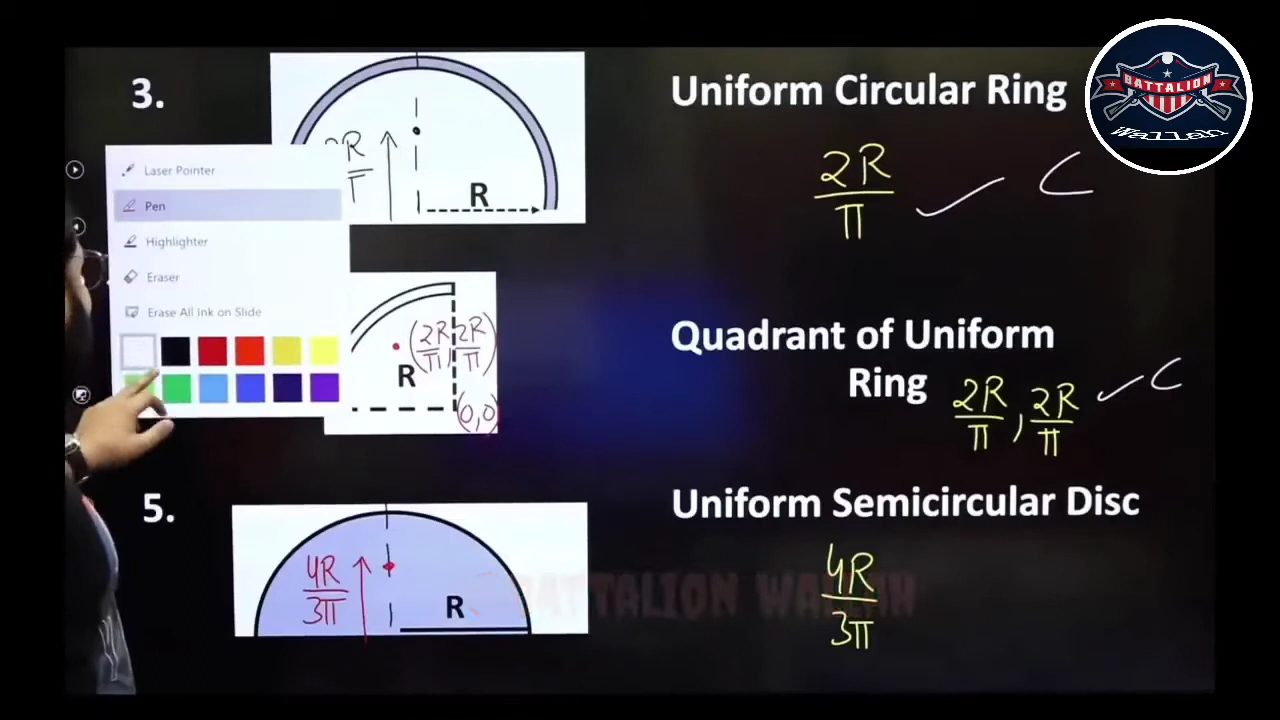 3.
Uniform Circular Ring
BATTALION
Wallah
2R
π
R
2R/π ✓ C
Laser Pointer
Pen
Highlighter
Eraser
Erase All Ink on Slide
(2R/π, 2R/π)
R
(0,0)
Quadrant of Uniform
Ring
2R/π, 2R/π ✓ C
5.
Uniform Semicircular Disc
4R/3π
R
4R/3π
BATTALION WALLAH